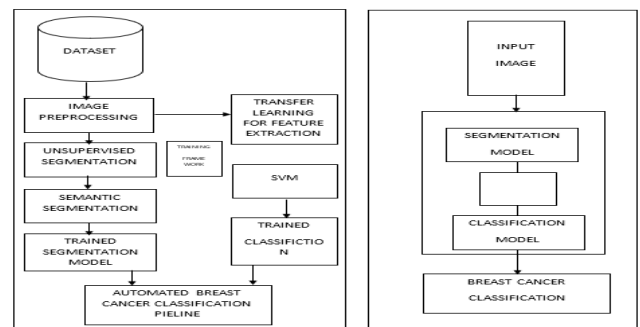 DATASET
IMAGE
PREPROCESSING
TRANSFER
LEARNING
FOR FEATURE
EXTRACTION
UNSUPERVISED
SEGMENTATION
TRAINING
FRAME
WORK
SEMANTIC
SEGMENTATION
SVM
TRAINED
SEGMENTATION
MODEL
TRAINED
CLASSIFICTIO
N
AUTOMATED BREAST
CANCER CLASSIFICATION
PIELINE
INPUT
IMAGE
SEGMENTATION
MODEL
CLASSIFICATION
MODEL
BREAST CANCER
CLASSIFICATION